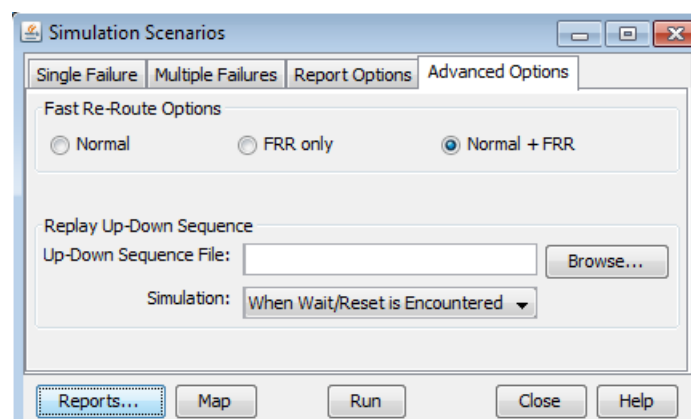 Simulation Scenarios
Single Failure Multiple Failures Report Options Advanced Options
Fast Re-Route Options
Normal FRR only Normal + FRR
Replay Up-Down Sequence
Up-Down Sequence File: Browse...
Simulation: When Wait/Reset is Encountered
Reports... Map Run Close Help